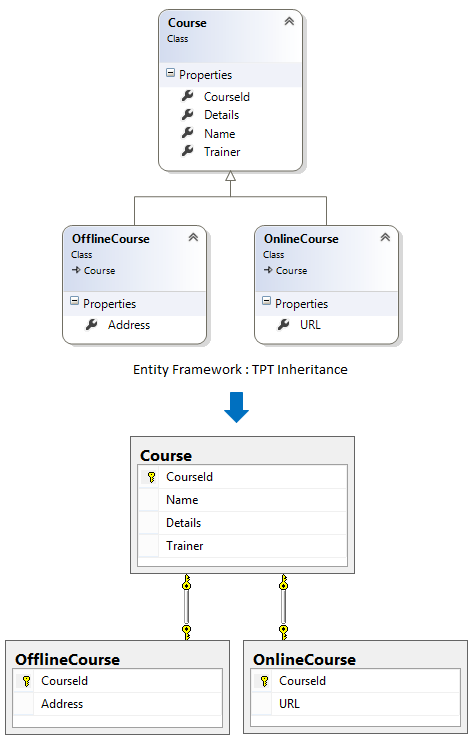 Course
Class
Properties
CourseId
Details
Name
Trainer
OfflineCourse
Class
Course
Properties
Address
OnlineCourse
Class
Course
Properties
URL
Entity Framework : TPT Inheritance
Course
CourseId
Name
Details
Trainer
OfflineCourse
CourseId
Address
OnlineCourse
CourseId
URL